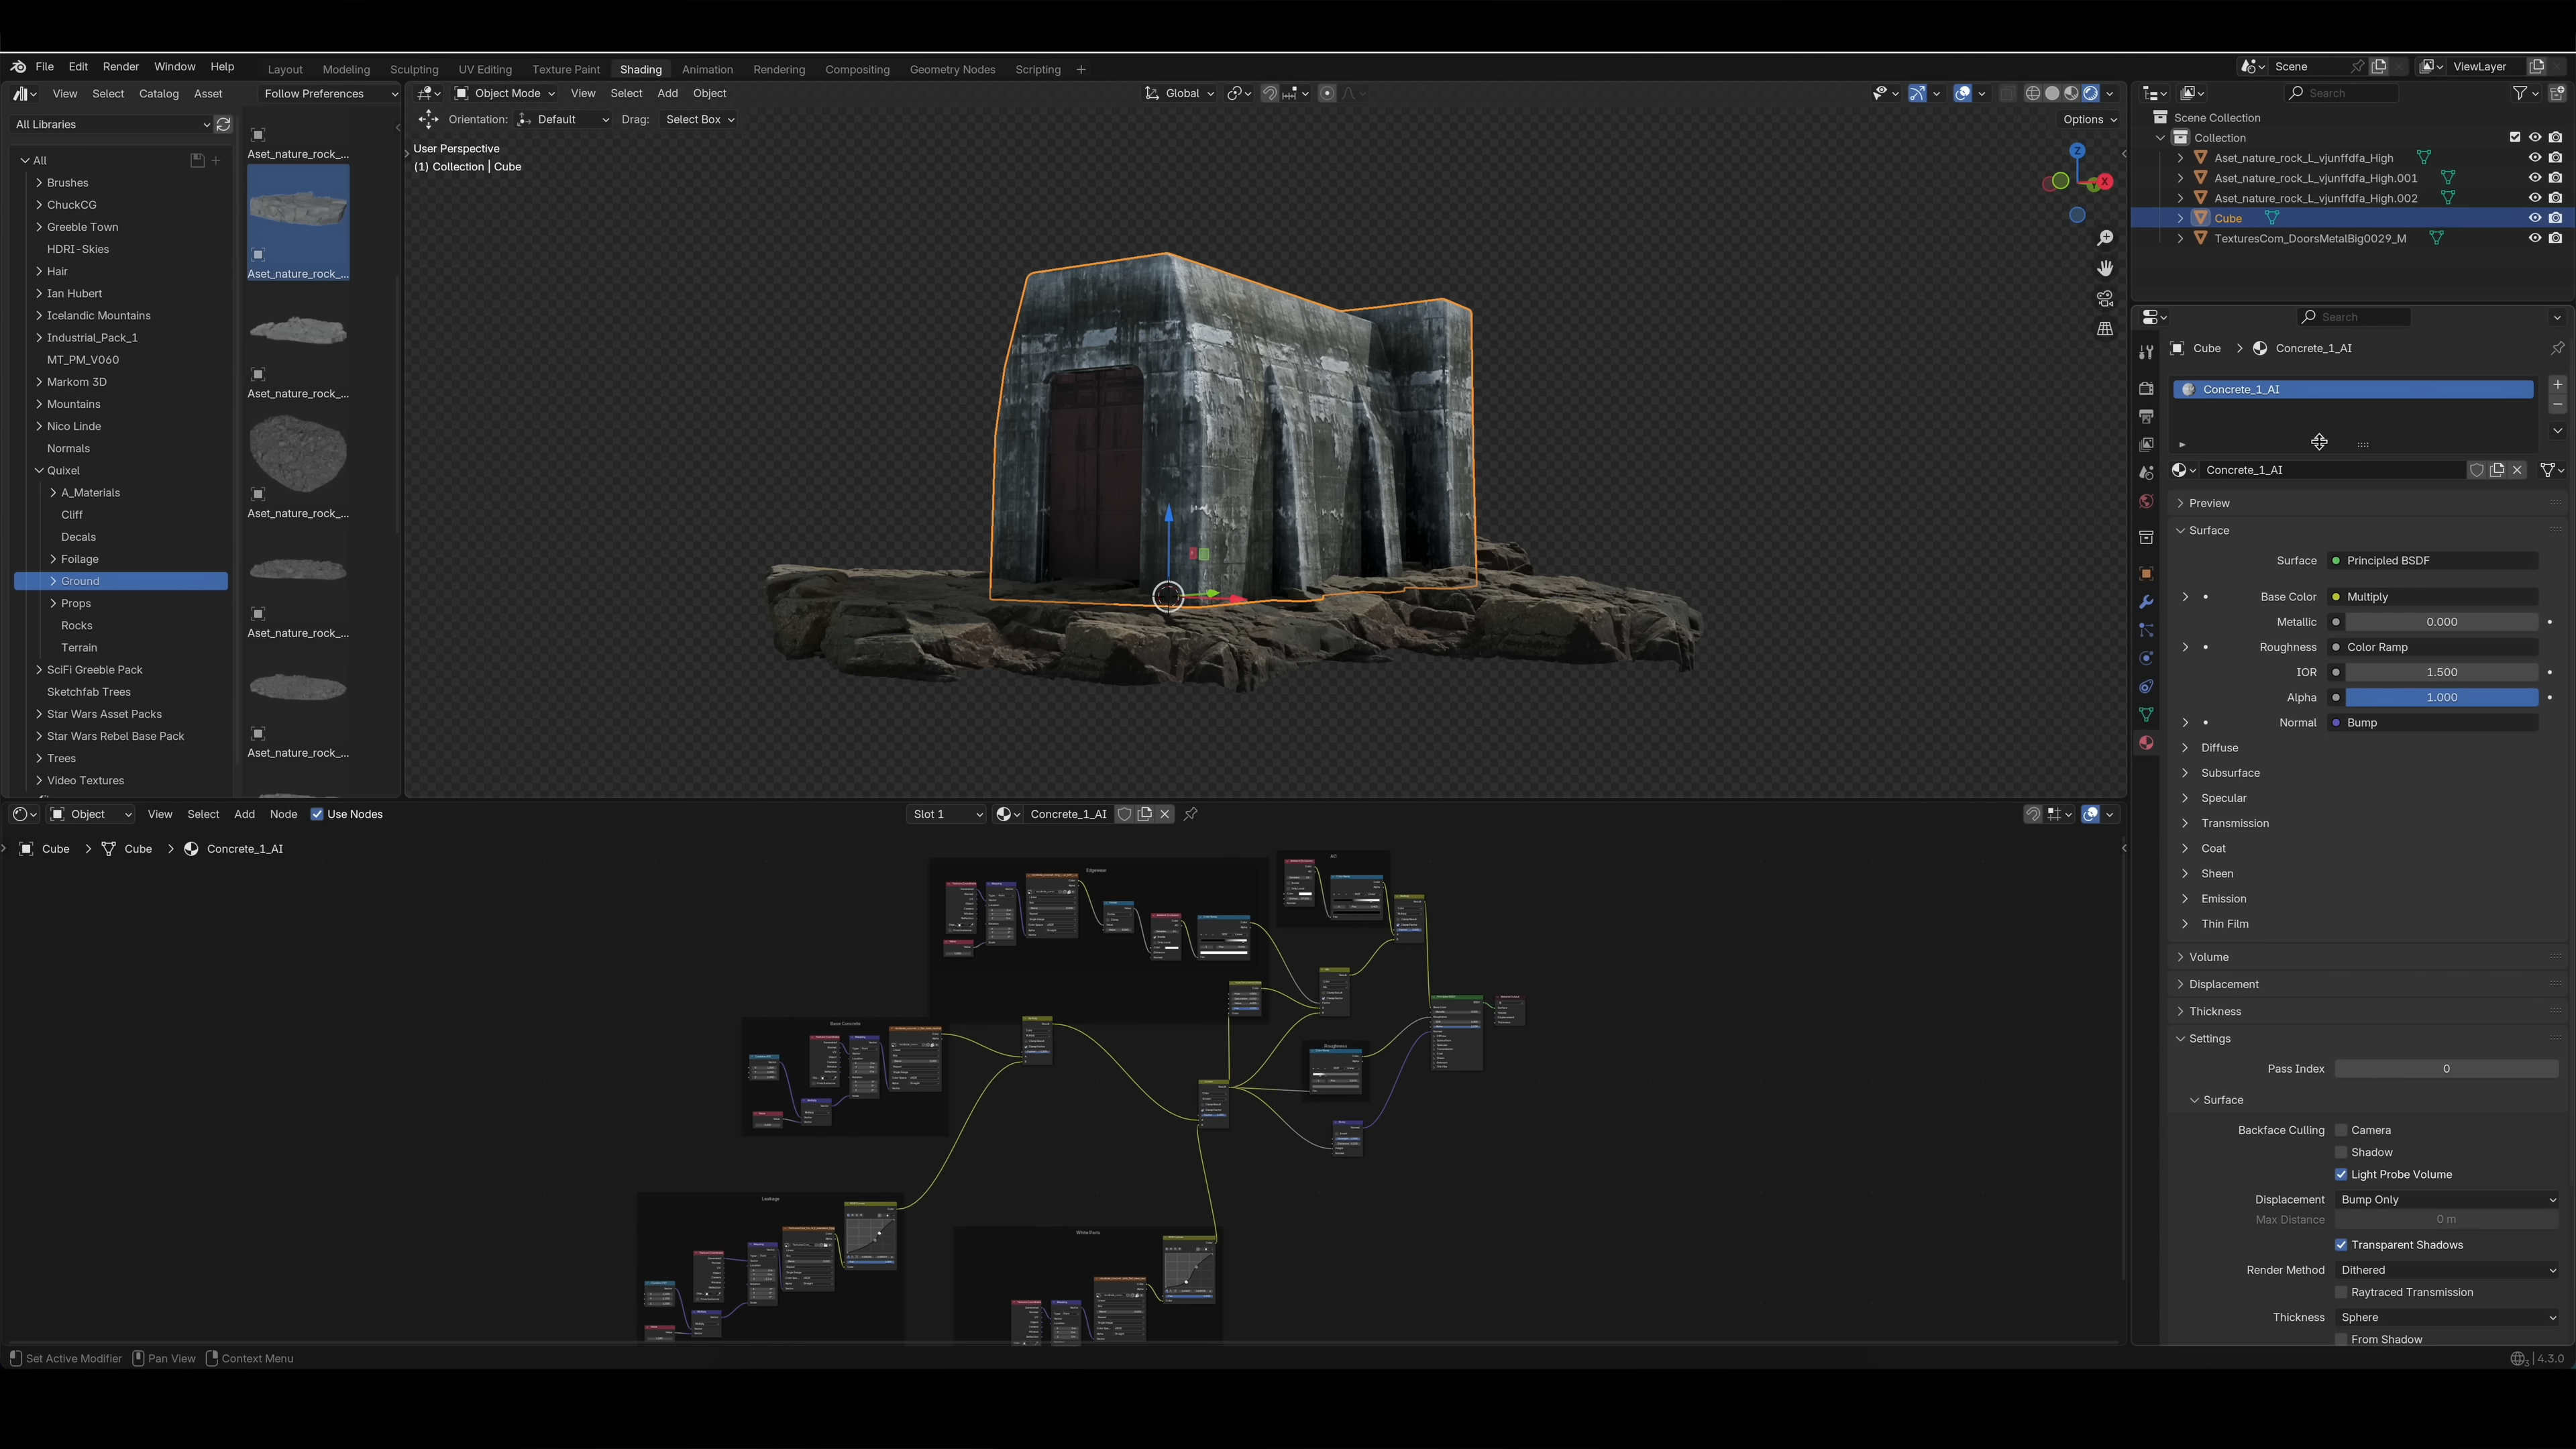 File Edit Render Window Help Layout Modeling Sculpting UV Editing Texture Paint Shading Animation Rendering Compositing Geometry Nodes Scripting Scene ViewLayer
View Select Catalog Asset Follow Preferences
All Libraries
All
Brushes
ChuckCG
Greeble Town
HDRI-Skies
Hair
Ian Hubert
Icelandic Mountains
Industrial_Pack_1
MT_PM_V060
Markom 3D
Mountains
Nico Linde
Normals
Quixel
A_Materials
Cliff
Decals
Foilage
Ground
Props
Rocks
Terrain
SciFi Greeble Pack
Sketchfab Trees
Star Wars Asset Packs
Star Wars Rebel Base Pack
Trees
Video Textures
Aset_nature_rock_...
Aset_nature_rock_...
Aset_nature_rock_...
Aset_nature_rock_...
Aset_nature_rock_...
Aset_nature_rock_...
Object Mode View Select Add Object Global
Orientation: Default Drag: Select Box Options
User Perspective
(1) Collection | Cube
Z
X
Search
Scene Collection
Collection
Aset_nature_rock_L_vjunffdfa_High
Aset_nature_rock_L_vjunffdfa_High.001
Aset_nature_rock_L_vjunffdfa_High.002
Cube
TexturesCom_DoorsMetalBig0029_M
Search
Cube > Concrete_1_AI
Concrete_1_AI
Concrete_1_AI
Preview
Surface
Surface Principled BSDF
Base Color Multiply
Metallic 0.000
Roughness Color Ramp
IOR 1.500
Alpha 1.000
Normal Bump
Diffuse
Subsurface
Specular
Transmission
Coat
Sheen
Emission
Thin Film
Volume
Displacement
Thickness
Settings
Pass Index 0
Surface
Backface Culling Camera
Shadow
Light Probe Volume
Displacement Bump Only
Max Distance 0 m
Transparent Shadows
Render Method Dithered
Raytraced Transmission
Thickness Sphere
From Shadow
Object View Select Add Node Use Nodes Slot 1 Concrete_1_AI
Cube > Cube > Concrete_1_AI
Edgewear
AO
Base Concrete
Roughness
Leakage
White Parts
Set Active Modifier Pan View Context Menu
4.3.0